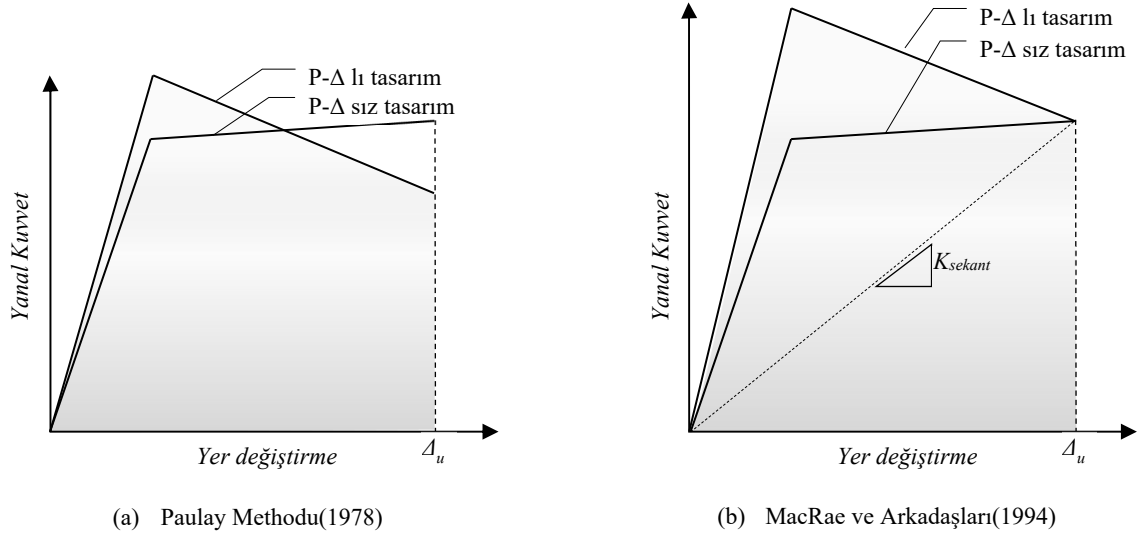 P-Δ lı tasarım
P-Δ sız tasarım
Yanal Kuvvet
Yer değiştirme
Δu
(a) Paulay Methodu(1978)
P-Δ lı tasarım
P-Δ sız tasarım
Yanal Kuvvet
Ksekant
Yer değiştirme
Δu
(b) MacRae ve Arkadaşları(1994)